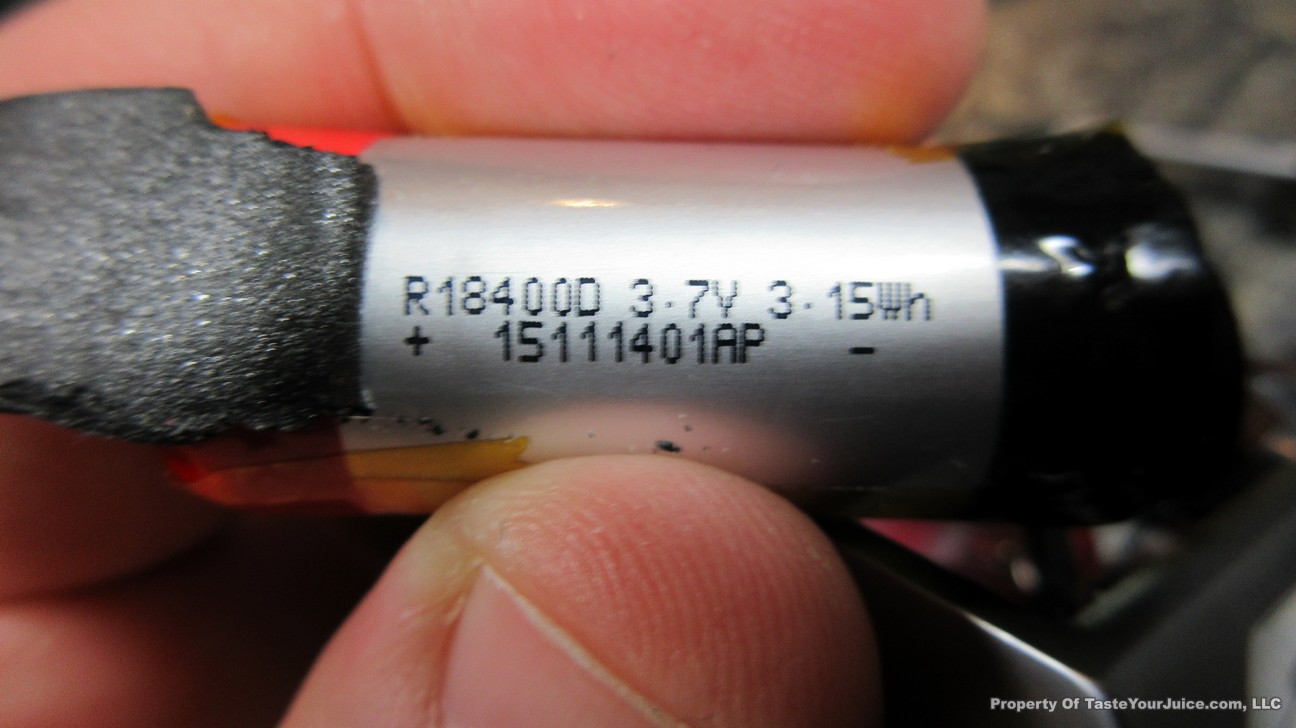 R18400D 3.7V 3.15Wh
+ 15111401AP -
Property Of TasteYourJuice.com, LLC